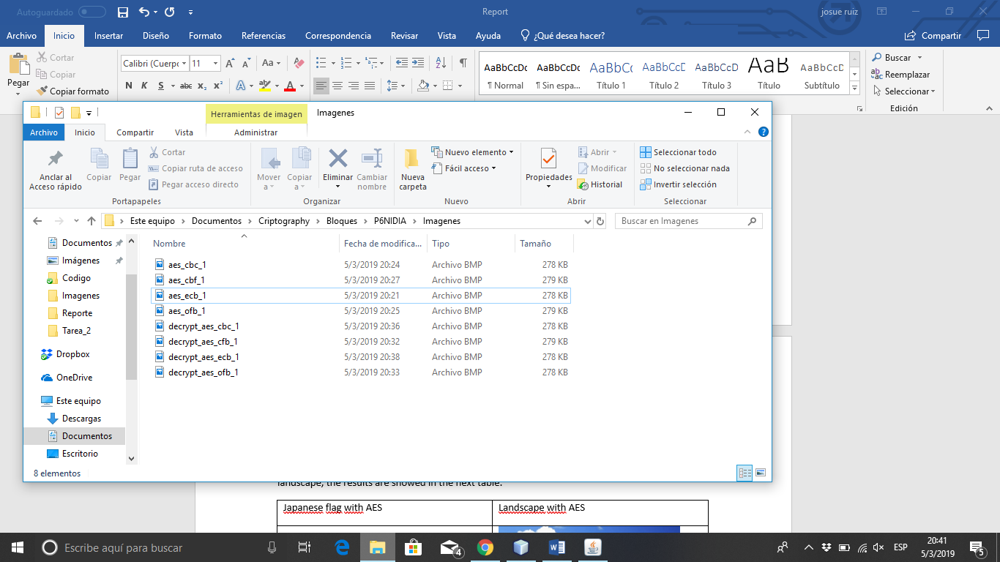 Autoguardado Report josue ruiz
Archivo Inicio Insertar Diseño Formato Referencias Correspondencia Revisar Vista Ayuda ¿Qué desea hacer? Compartir
Pegar Cortar Copiar Copiar formato
Calibri (Cuerpo 11 A A Aa
N K S abc x₂ x² A ab A
AaBbCcDc AaBbCcDc AaBbCc AaBbCcD AaBbCcD AaB AaBbCcD
¶ Normal ¶ Sin espa... Título 1 Título 2 Título 3 Título Subtítulo
Buscar
Reemplazar
Seleccionar
Edición
Herramientas de imagen Imagenes
Archivo Inicio Compartir Vista Administrar
Anclar al Acceso rápido
Copiar
Pegar
Cortar
Copiar ruta de acceso
Pegar acceso directo
Portapapeles
Mover a
Copiar a
Eliminar
Cambiar nombre
Organizar
Nueva carpeta
Nuevo elemento
Fácil acceso
Nuevo
Propiedades
Abrir
Modificar
Historial
Abrir
Seleccionar todo
No seleccionar nada
Invertir selección
Seleccionar
Este equipo Documentos Criptography Bloques P6NIDIA Imagenes Buscar en Imagenes
Documentos
Imágenes
Codigo
Imagenes
Reporte
Tarea_2
Dropbox
OneDrive
Este equipo
Descargas
Documentos
Escritorio
Nombre Fecha de modifica... Tipo Tamaño
aes_cbc_1 5/3/2019 20:24 Archivo BMP 278 KB
aes_cbf_1 5/3/2019 20:27 Archivo BMP 279 KB
aes_ecb_1 5/3/2019 20:21 Archivo BMP 278 KB
aes_ofb_1 5/3/2019 20:25 Archivo BMP 279 KB
decrypt_aes_cbc_1 5/3/2019 20:36 Archivo BMP 278 KB
decrypt_aes_cfb_1 5/3/2019 20:32 Archivo BMP 279 KB
decrypt_aes_ecb_1 5/3/2019 20:38 Archivo BMP 278 KB
decrypt_aes_ofb_1 5/3/2019 20:33 Archivo BMP 278 KB
8 elementos
landscape, the results are showed in the next table.
Japanese flag with AES Landscape with AES
Escribe aquí para buscar 4 ESP 20:41
5/3/2019 5